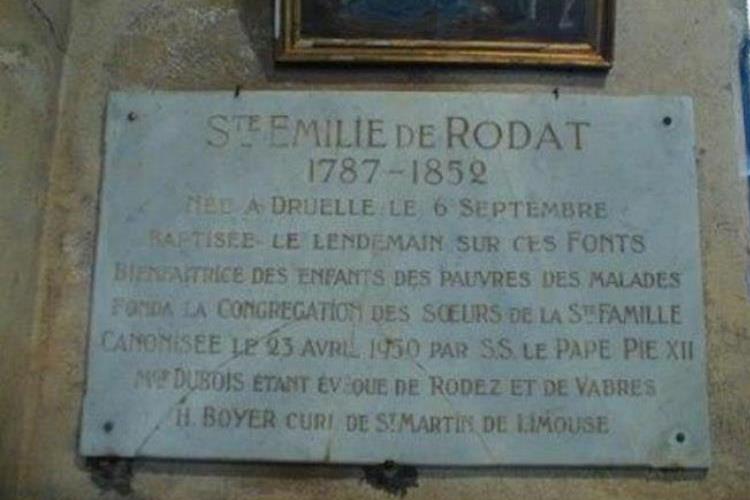 STE EMILIE DE RODAT
1787-1852
NÉE A DRUELLE LE 6 SEPTEMBRE
BAPTISÉE LE LENDEMAIN SUR CES FONTS
BIENFAITRICE DES ENFANTS DES PAUVRES DES MALADES
FONDA LA CONGREGATION DES SŒURS DE LA STE FAMILLE
CANONISEE LE 23 AVRIL 1950 PAR S.S. LE PAPE PIE XII
MGR DUBOIS ÉTANT ÉVÊQUE DE RODEZ ET DE VABRES
H. BOYER CURE DE ST MARTIN DE LIMOUSE